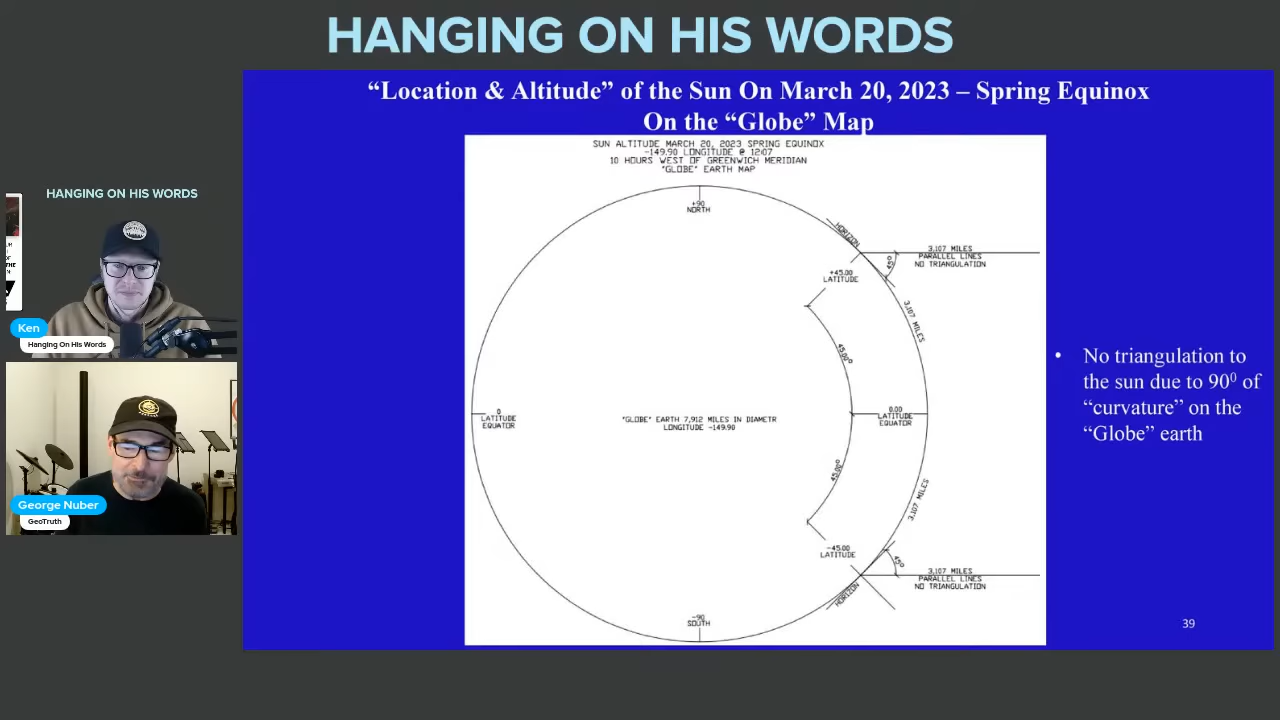 HANGING ON HIS WORDS
“Location & Altitude” of the Sun On March 20, 2023 – Spring Equinox
On the “Globe” Map
SUN ALTITUDE MARCH 20, 2023 SPRING EQUINOX
-149.90 LONGITUDE @ 12:07
10 HOURS WEST OF GREENWICH MERIDIAN
"GLOBE" EARTH MAP
+90
NORTH
HORIZON
45°
3,107 MILES
PARALLEL LINES
NO TRIANGULATION
+45.00
LATITUDE
3,107 MILES
45.00°
0
LATITUDE
EQUATOR
"GLOBE" EARTH 7,912 MILES IN DIAMETR
LONGITUDE -149.90
0.00
LATITUDE
EQUATOR
45.00°
3,107 MILES
-45.00
LATITUDE
45°
3,107 MILES
PARALLEL LINES
NO TRIANGULATION
HORIZON
-90
SOUTH
• No triangulation to
the sun due to 90⁰ of
“curvature” on the
“Globe” earth
39
HANGING ON HIS WORDS
Ken
Hanging On His Words
George Nuber
GeoTruth